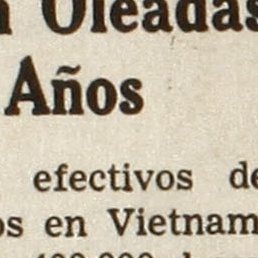 n Oleadas
Años
efectivos de
os en Vietnam